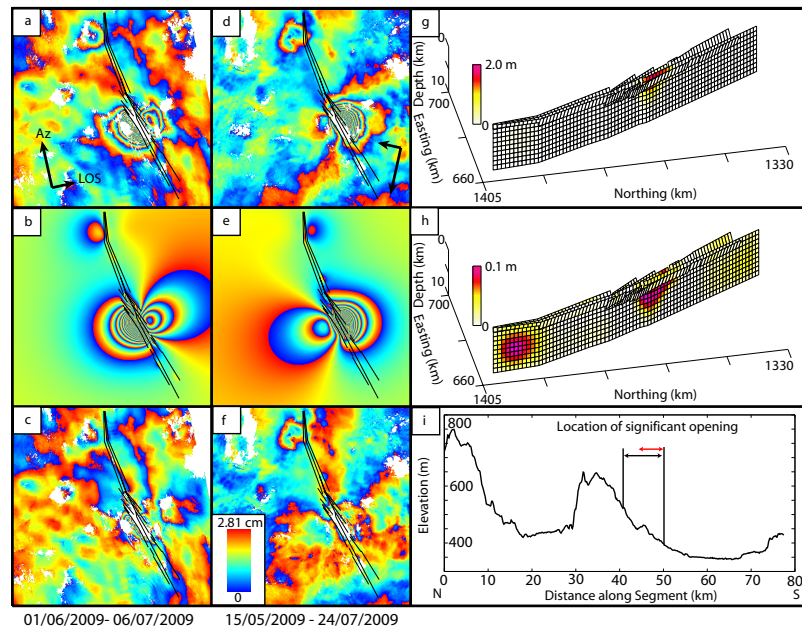 a
Az
LOS
b
c
01/06/2009- 06/07/2009
d
e
f
2.81 cm
0
15/05/2009 - 24/07/2009
g
0
10
Depth (km)
2.0 m
0
700
660
Easting (km)
1405
1330
Northing (km)
h
0
10
Depth (km)
0.1 m
0
700
660
Easting (km)
1405
1330
Northing (km)
i
Location of significant opening
800
600
400
Elevation (m)
0 10 20 30 40 50 60 70 80
N Distance along Segment (km) S